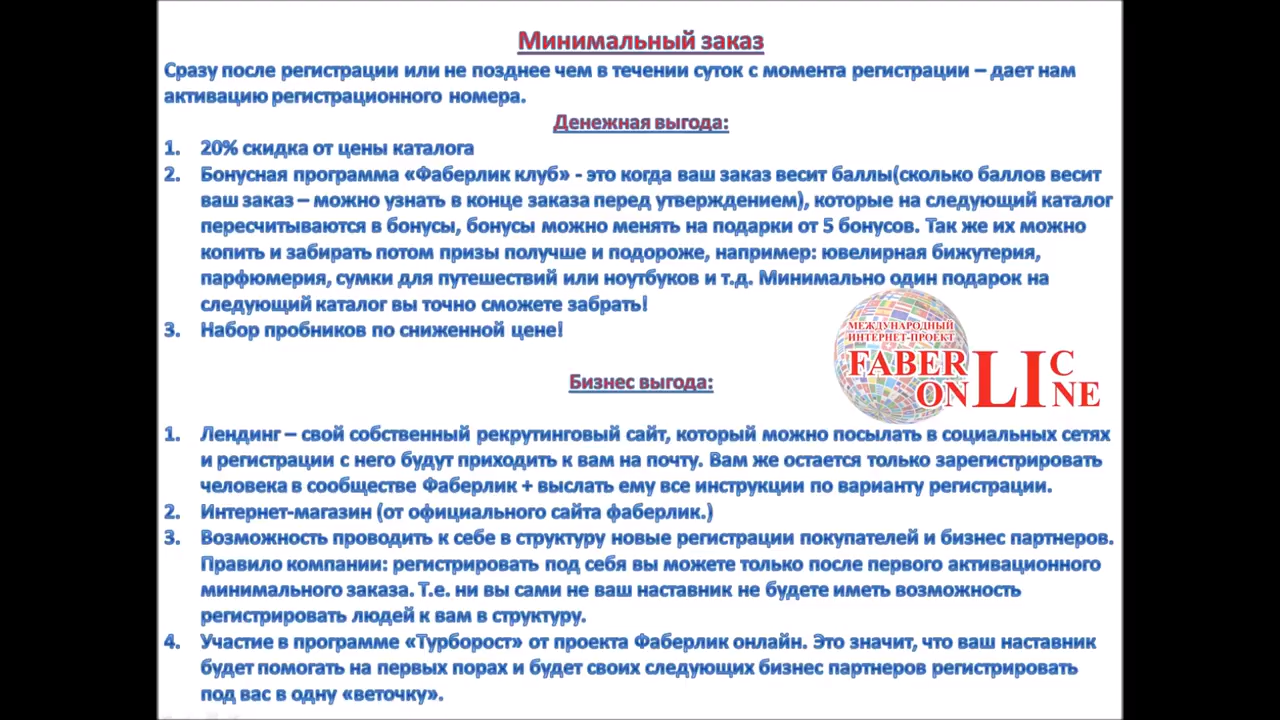 Минимальный заказ
Сразу после регистрации или не позднее чем в течении суток с момента регистрации – дает нам
активацию регистрационного номера.
Денежная выгода:
1. 20% скидка от цены каталога
2. Бонусная программа «Фаберлик клуб» - это когда ваш заказ весит баллы(сколько баллов весит
ваш заказ – можно узнать в конце заказа перед утверждением), которые на следующий каталог
пересчитываются в бонусы, бонусы можно менять на подарки от 5 бонусов. Так же их можно
копить и забирать потом призы получше и подороже, например: ювелирная бижутерия,
парфюмерия, сумки для путешествий или ноутбуков и т.д. Минимально один подарок на
следующий каталог вы точно сможете забрать!
3. Набор пробников по сниженной цене!
МЕЖДУНАРОДНЫЙ
ИНТЕРНЕТ-ПРОЕКТ
FABERLIC
ONLINE
Бизнес выгода:
1. Лендинг – свой собственный рекрутинговый сайт, который можно посылать в социальных сетях
и регистрации с него будут приходить к вам на почту. Вам же остается только зарегистрировать
человека в сообществе Фаберлик + выслать ему все инструкции по варианту регистрации.
2. Интернет-магазин (от официального сайта фаберлик.)
3. Возможность проводить к себе в структуру новые регистрации покупателей и бизнес партнеров.
Правило компании: регистрировать под себя вы можете только после первого активационного
минимального заказа. Т.е. ни вы сами не ваш наставник не будете иметь возможность
регистрировать людей к вам в структуру.
4. Участие в программе «Турборост» от проекта Фаберлик онлайн. Это значит, что ваш наставник
будет помогать на первых порах и будет своих следующих бизнес партнеров регистрировать
под вас в одну «веточку».